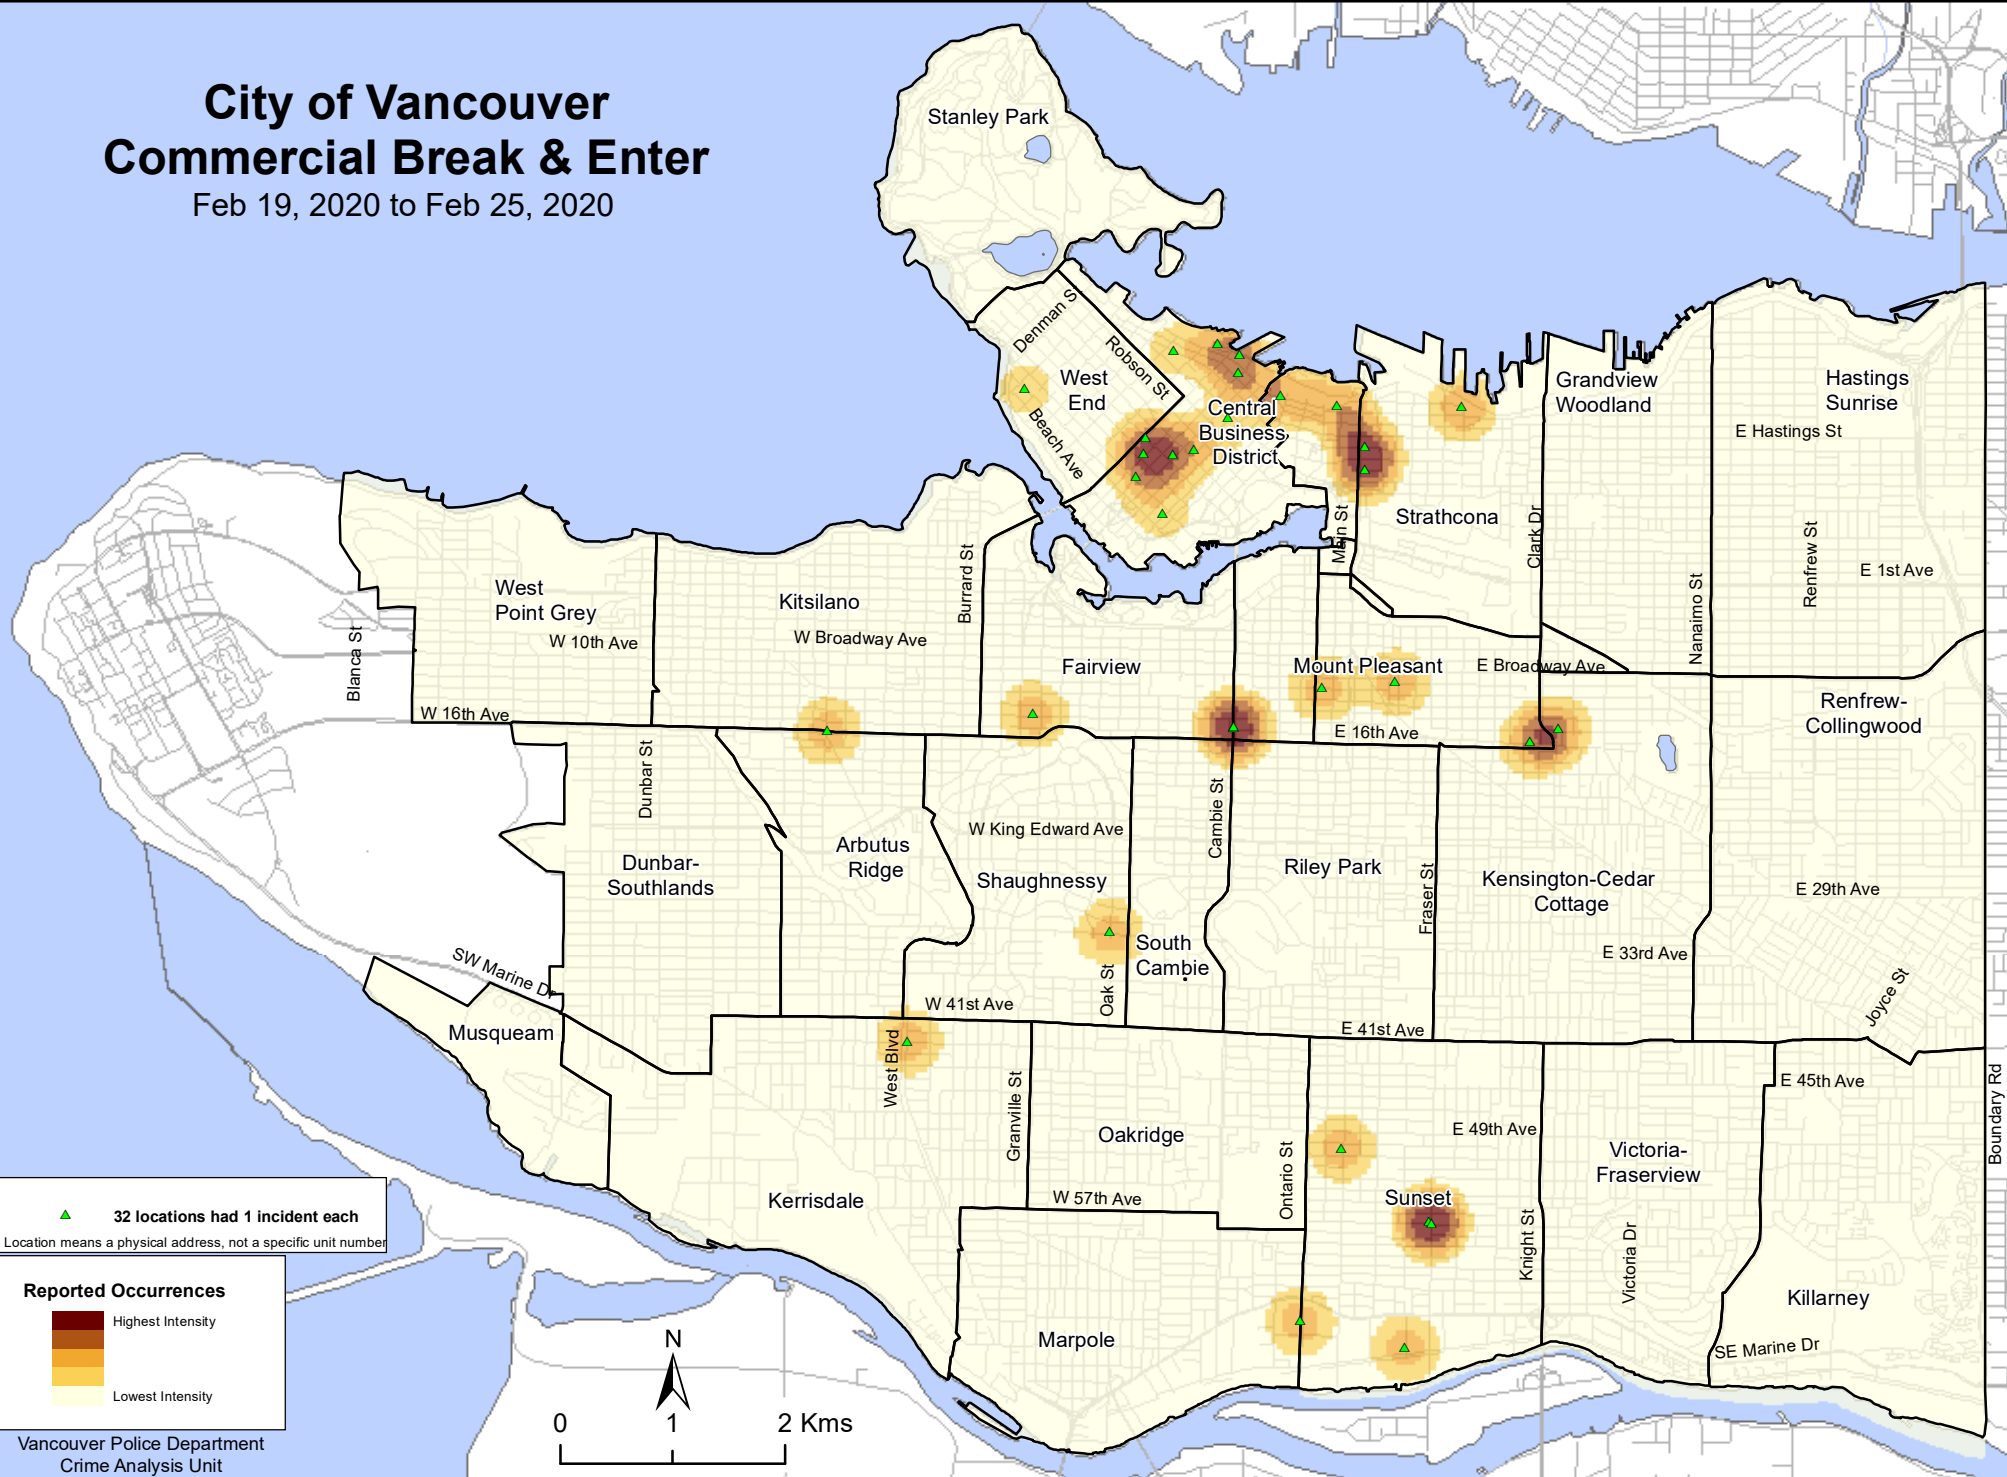 City of Vancouver
Commercial Break & Enter
Feb 19, 2020 to Feb 25, 2020
Stanley Park
Denman S
Robson St
West
End
Beach Ave
Central
Business
District
Grandview
Woodland
Hastings
Sunrise
E Hastings St
Strathcona
Main St
Clark Dr
Nanaimo St
Renfrew St
E 1st Ave
West
Point Grey
W 10th Ave
Blanca St
W 16th Ave
Kitsilano
W Broadway Ave
Burrard St
Fairview
Mount Pleasant
E Broadway Ave
E 16th Ave
Renfrew-
Collingwood
Dunbar St
Dunbar-
Southlands
Arbutus
Ridge
W King Edward Ave
Shaughnessy
Cambie St
South
Cambie
Oak St
Riley Park
Fraser St
Kensington-Cedar
Cottage
E 29th Ave
E 33rd Ave
Joyce St
SW Marine Dr
Musqueam
W 41st Ave
E 41st Ave
West Blvd
Granville St
Oakridge
Ontario St
W 57th Ave
Kerrisdale
Marpole
Sunset
E 49th Ave
Knight St
Victoria-
Fraserview
Victoria Dr
E 45th Ave
Boundary Rd
Killarney
SE Marine Dr
32 locations had 1 incident each
Location means a physical address, not a specific unit number
Reported Occurrences
Highest Intensity
Lowest Intensity
Vancouver Police Department
Crime Analysis Unit
N
0 1 2 Kms